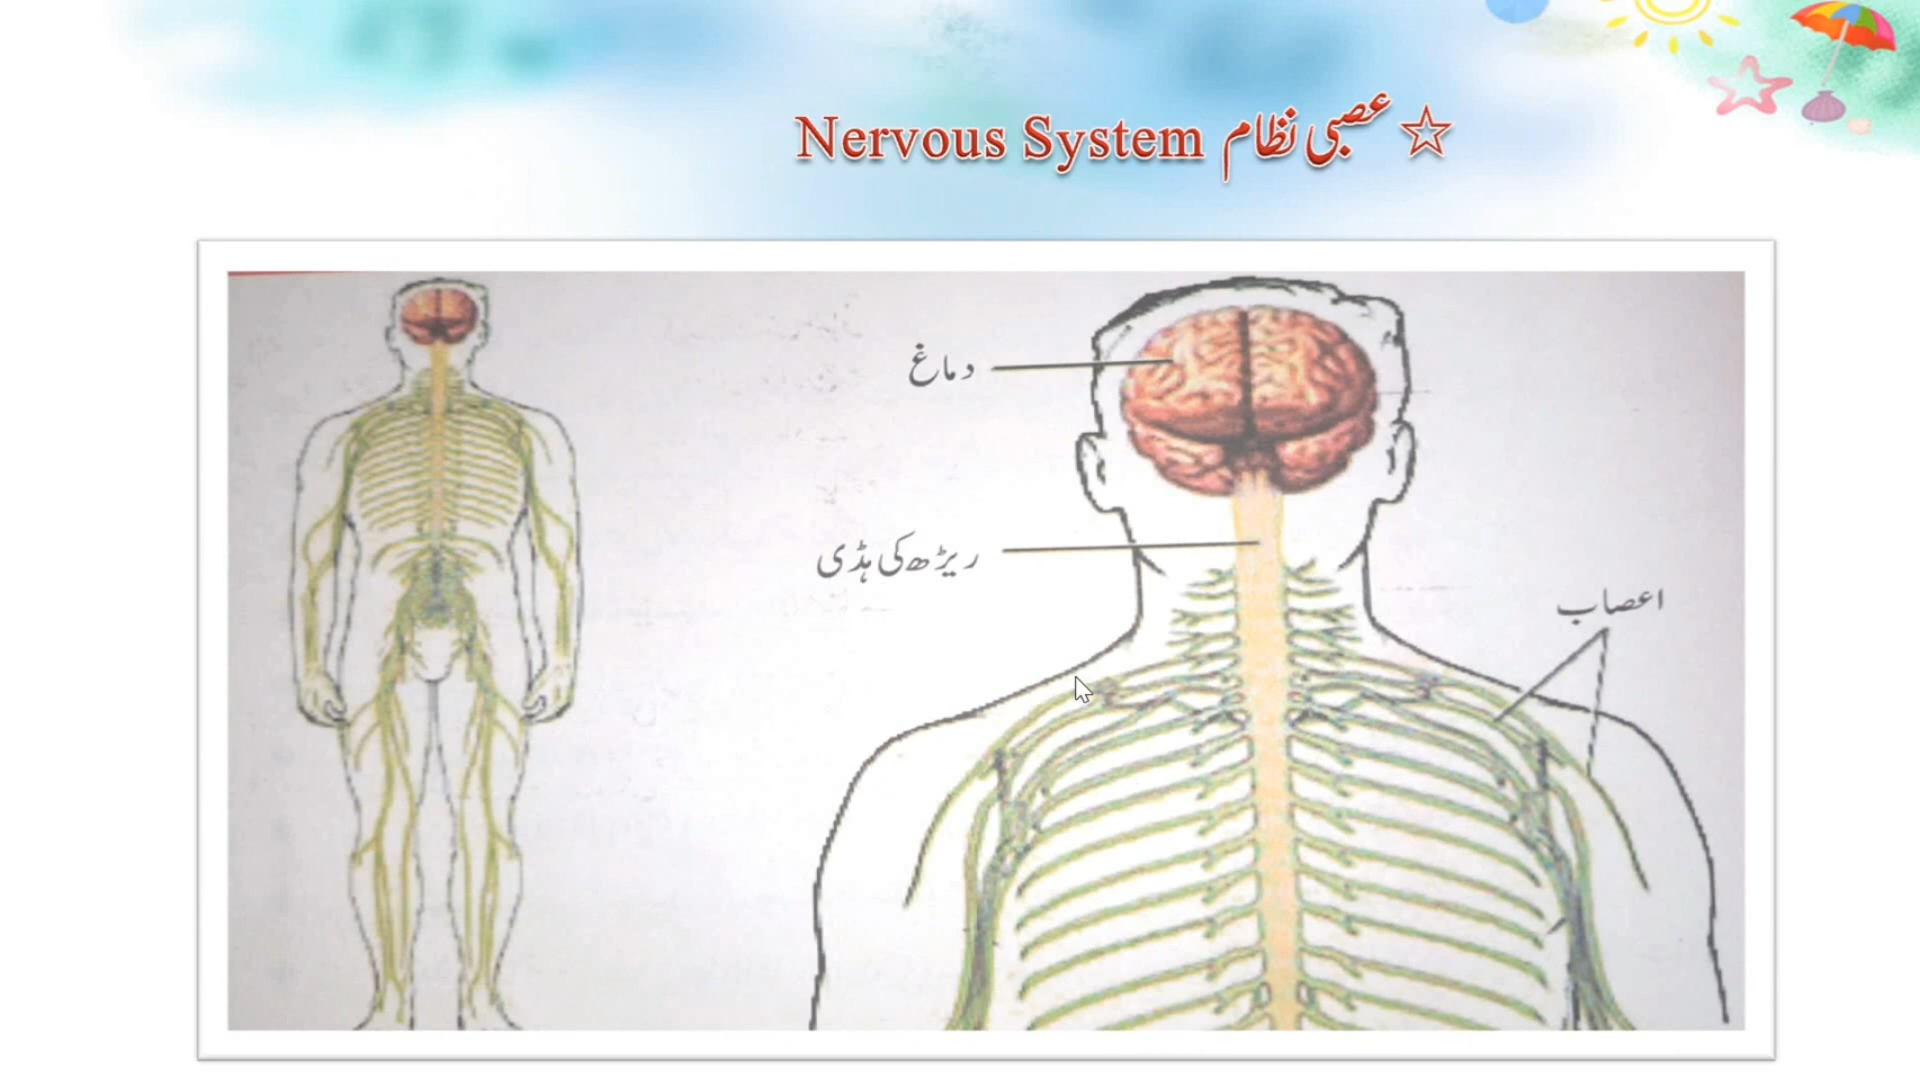 ☆ عصبی نظام Nervous System
دماغ
ریڑھ کی ہڈی
اعصاب